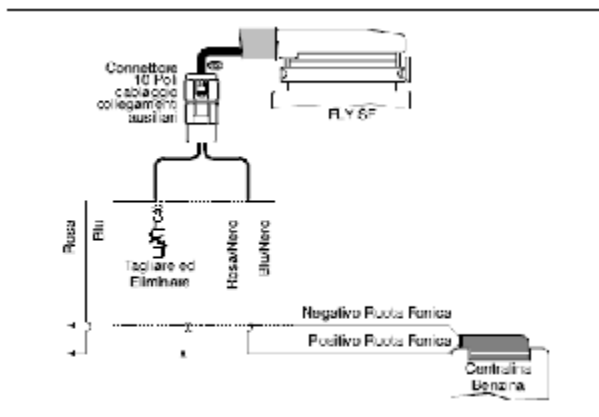 Connettore
10 Poli
cablaggio
collegamenti
ausiliari
FLY SF
Rosa
Blu
Tagliare ed
Eliminare
Rosa/Nero
Blu/Nero
Negativo Ruota Fonica
Positivo Ruota Fonica
Centralina
Benzina